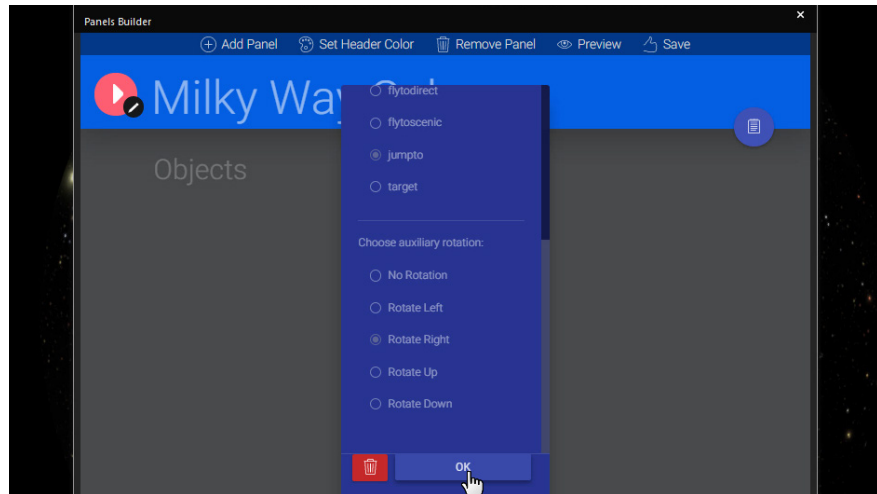 Panels Builder
Add Panel Set Header Color Remove Panel Preview Save
Milky Way
Objects
flytodirect
flytoscenic
jumpto
target
Choose auxiliary rotation:
No Rotation
Rotate Left
Rotate Right
Rotate Up
Rotate Down
OK